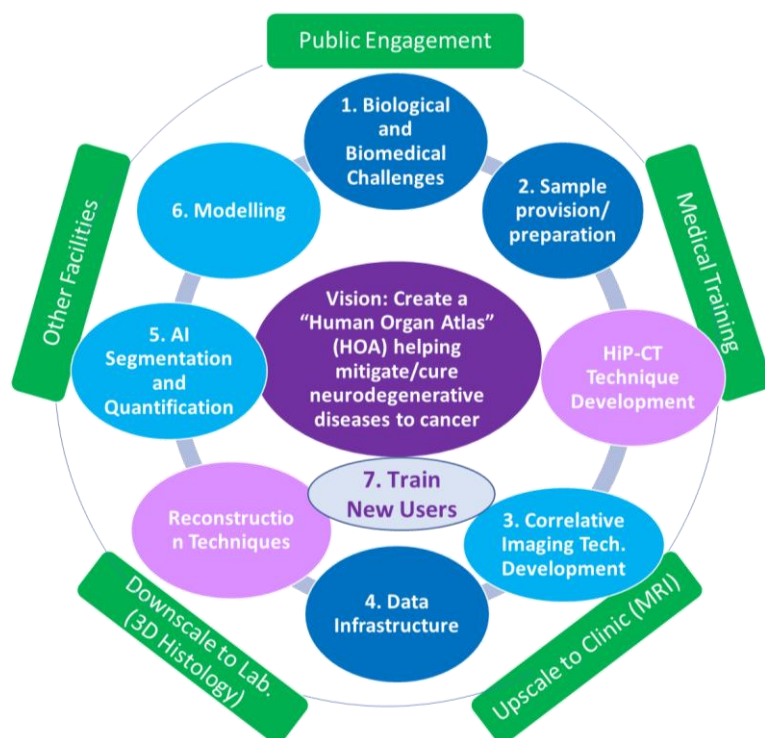 Public Engagement
1. Biological
and
Biomedical
Challenges
2. Sample
provision/
preparation
Medical Training
HiP-CT
Technique
Development
3. Correlative
Imaging Tech.
Development
Upscale to Clinic (MRI)
4. Data
Infrastructure
Downscale to Lab.
(3D Histology)
Reconstructio
n Techniques
5. AI
Segmentation
and
Quantification
Other Facilities
6. Modelling
Vision: Create a
“Human Organ Atlas”
(HOA) helping
mitigate/cure
neurodegenerative
diseases to cancer
7. Train
New Users